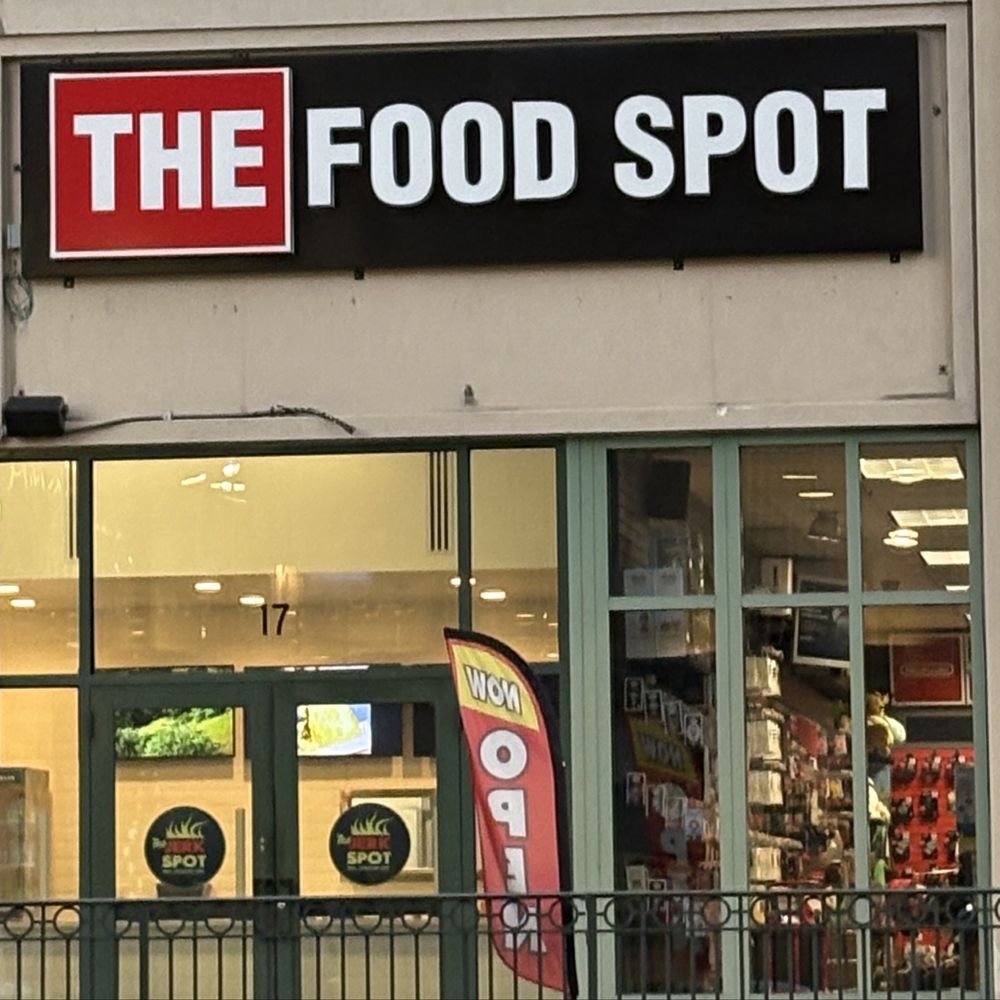 THE FOOD SPOT
17
NOW
OPEN
The
JERK
SPOT
The
JERK
SPOT